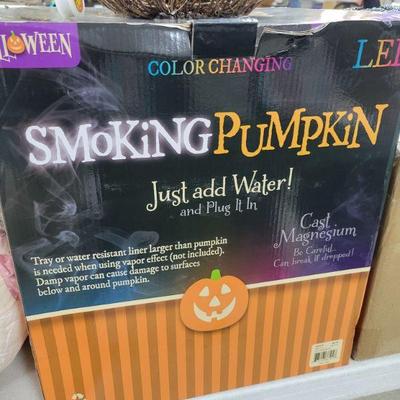 LLOWEEN
COLOR CHANGING
LED
SMoKiNG PUMPKiN
Just add Water!
and Plug It In
Cast
Magnesium
Be Careful...
Can break if dropped!
Tray or water resistant liner larger than pumpkin
is needed when using vapor effect (not included).
Damp vapor can cause damage to surfaces
below and around pumpkin.